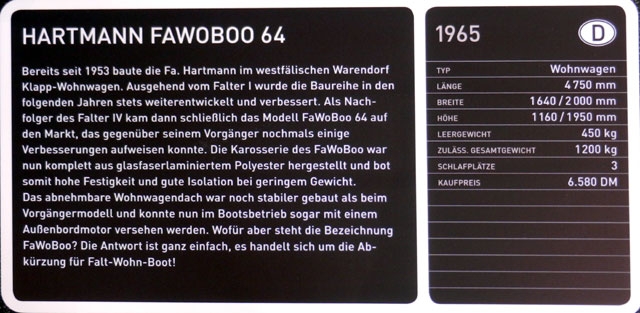 HARTMANN FAWOBOO 64
Bereits seit 1953 baute die Fa. Hartmann im westfälischen Warendorf
Klapp-Wohnwagen. Ausgehend vom Falter I wurde die Baureihe in den
folgenden Jahren stets weiterentwickelt und verbessert. Als Nach-
folger des Falter IV kam dann schließlich das Modell FaWoBoo 64 auf
den Markt, das gegenüber seinem Vorgänger nochmals einige
Verbesserungen aufweisen konnte. Die Karosserie des FaWoBoo war
nun komplett aus glasfaserlaminiertem Polyester hergestellt und bot
somit hohe Festigkeit und gute Isolation bei geringem Gewicht.
Das abnehmbare Wohnwagendach war noch stabiler gebaut als beim
Vorgängermodell und konnte nun im Bootsbetrieb sogar mit einem
Außenbordmotor versehen werden. Wofür aber steht die Bezeichnung
FaWoBoo? Die Antwort ist ganz einfach, es handelt sich um die Ab-
kürzung für Falt-Wohn-Boot!
1965 D
TYP Wohnwagen
LÄNGE 4750 mm
BREITE 1640/2000 mm
HÖHE 1160/1950 mm
LEERGEWICHT 450 kg
ZULÄSS. GESAMTGEWICHT 1200 kg
SCHLAFPLÄTZE 3
KAUFPREIS 6.580 DM